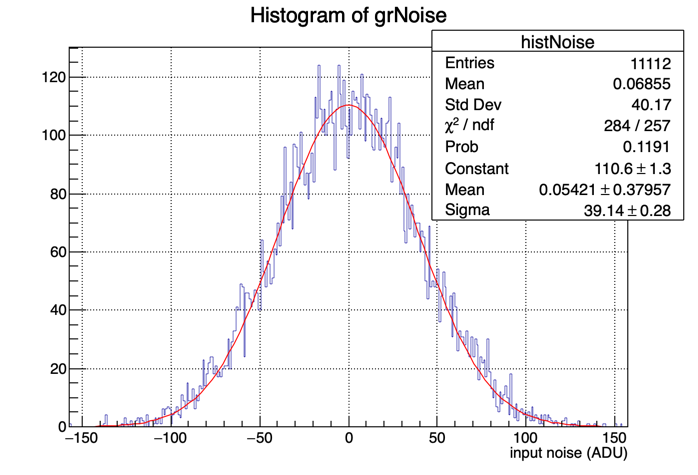 Histogram of grNoise
histNoise
Entries 11112
Mean 0.06855
Std Dev 40.17
χ² / ndf 284 / 257
Prob 0.1191
Constant 110.6 ± 1.3
Mean 0.05421 ± 0.37957
Sigma 39.14 ± 0.28
120
100
80
60
40
20
0
−150 −100 −50 0 50 100 150
input noise (ADU)